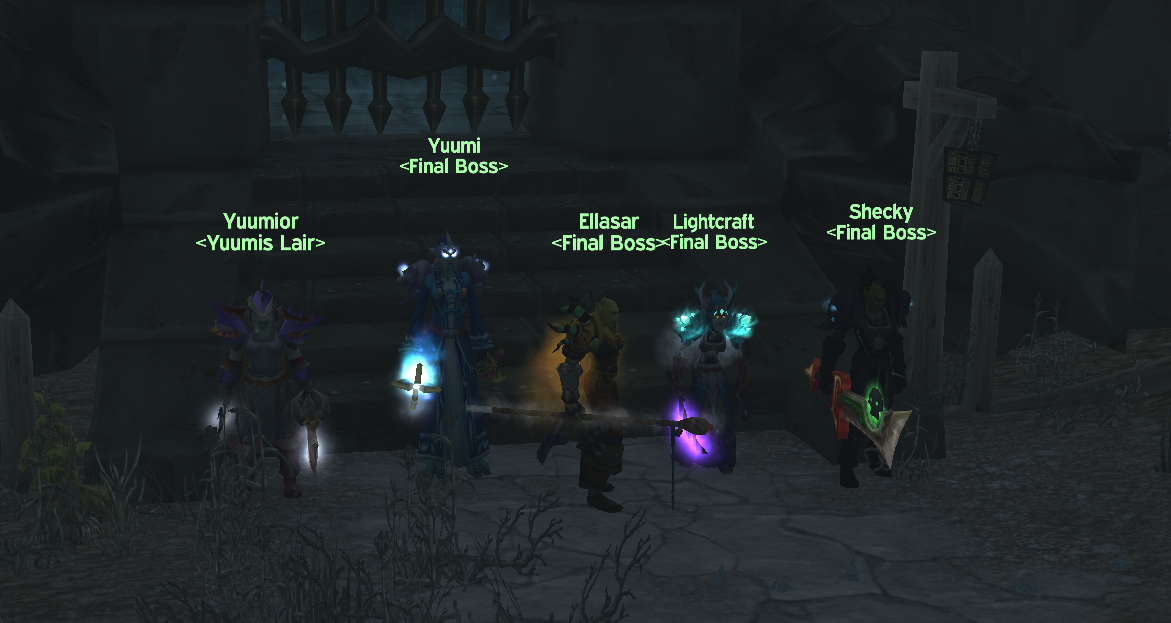 Yuumi
<Final Boss>
Yuumior
<Yuumis Lair>
Ellasar
<Final Boss>
Lightcraft
<Final Boss>
Shecky
<Final Boss>